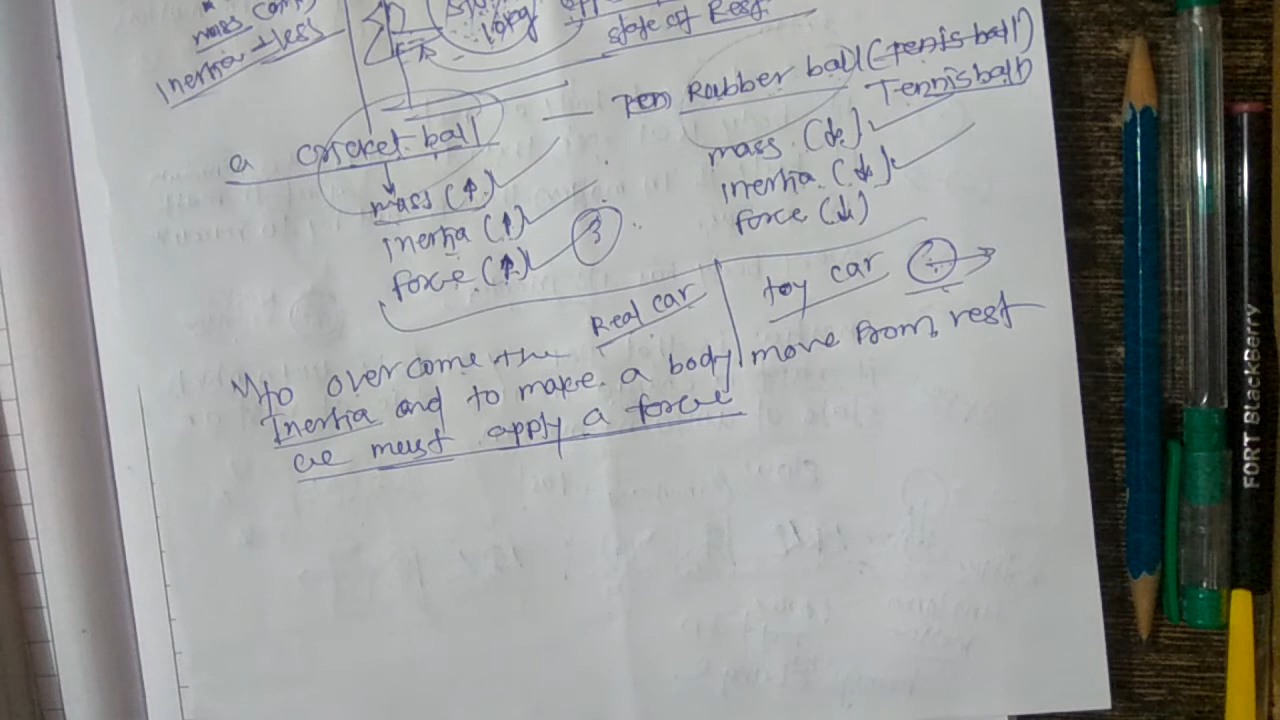 mass
Inertia → less
10kg
state of Rest.
a cricket ball
mass (↑)
inertia (↑)
force (↑)
Rubber ball (tenis ball)
Tennis ball
mass (↓)
inertia (↓)
force (↓)
Real car
toy car
to overcome the
Inertia and to make a body move from rest
we must apply a force
FORT BLACKBERRY